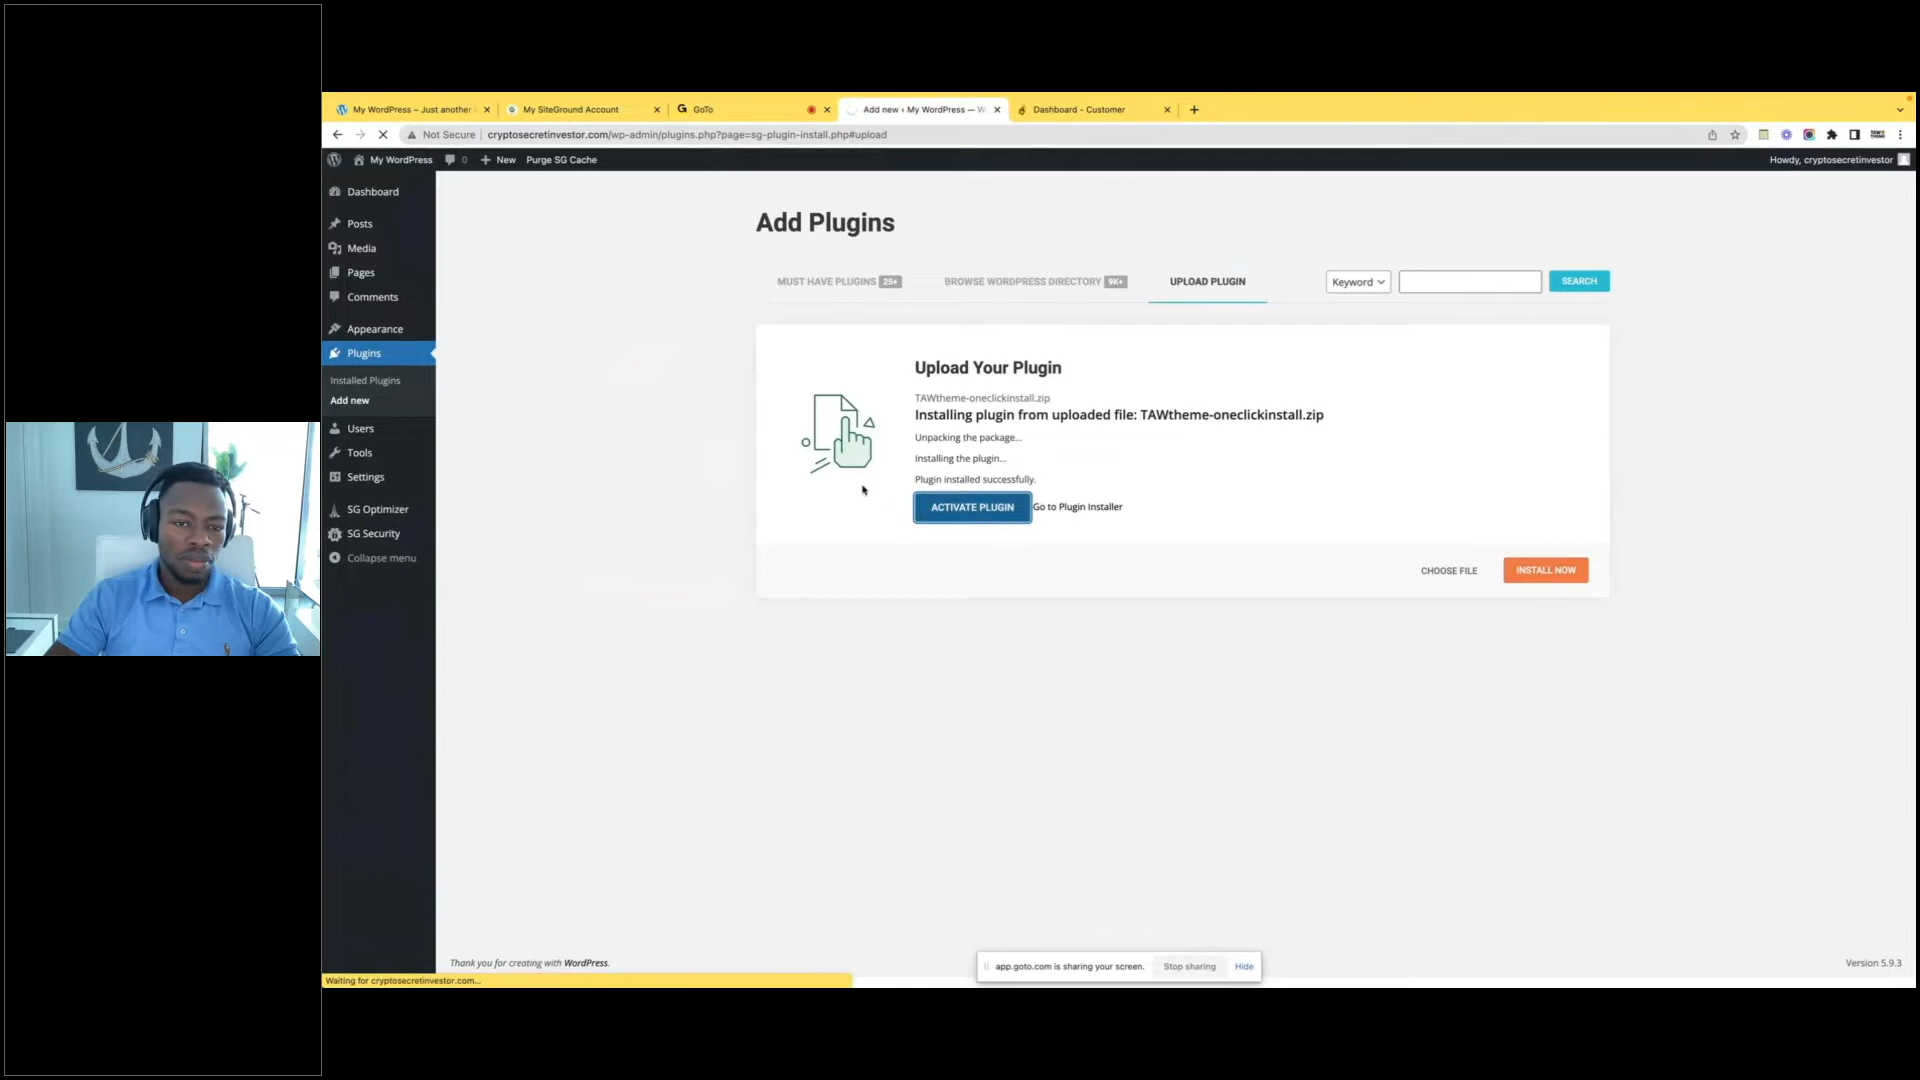 My WordPress – Just another
My SiteGround Account
GoTo
Add new ‹ My WordPress — W
Dashboard - Customer
Not Secure
cryptosecretinvestor.com/wp-admin/plugins.php?page=sg-plugin-install.php#upload
My WordPress
0
New
Purge SG Cache
Howdy, cryptosecretinvestor
Dashboard
Posts
Media
Pages
Comments
Appearance
Plugins
Installed Plugins
Add new
Users
Tools
Settings
SG Optimizer
SG Security
Collapse menu
Add Plugins
MUST HAVE PLUGINS 25+
BROWSE WORDPRESS DIRECTORY 9K+
UPLOAD PLUGIN
Keyword
SEARCH
Upload Your Plugin
TAWtheme-oneclickinstall.zip
Installing plugin from uploaded file: TAWtheme-oneclickinstall.zip
Unpacking the package...
Installing the plugin...
Plugin installed successfully.
ACTIVATE PLUGIN
Go to Plugin Installer
CHOOSE FILE
INSTALL NOW
Thank you for creating with WordPress.
Version 5.9.3
app.goto.com is sharing your screen.
Stop sharing
Hide
Waiting for cryptosecretinvestor.com...